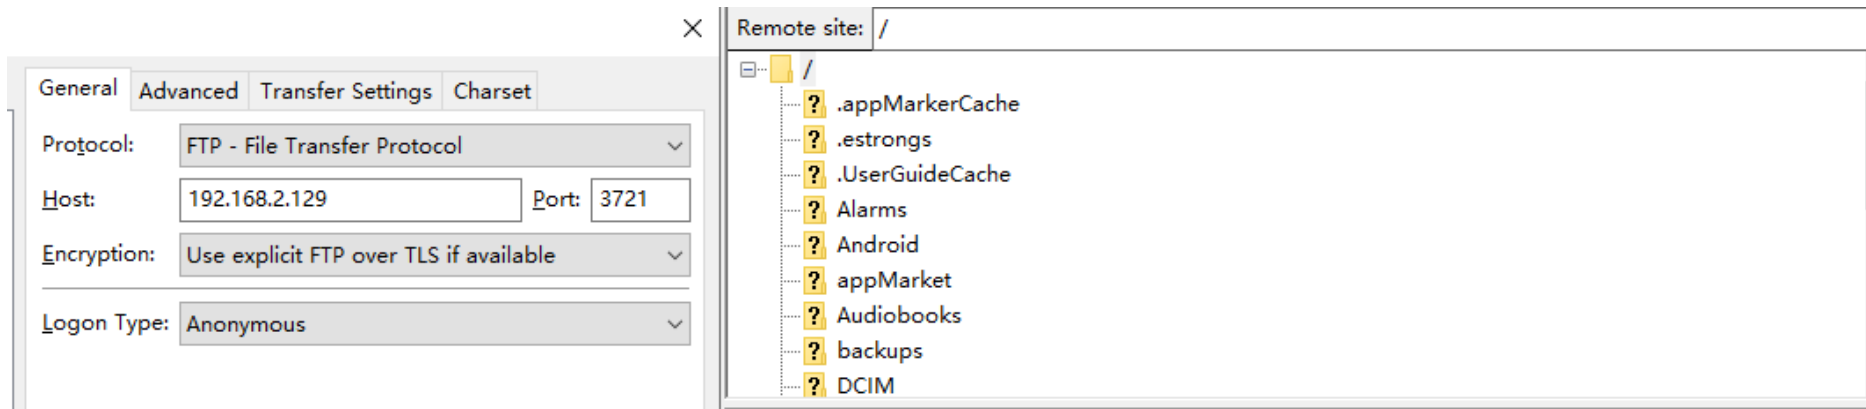 General Advanced Transfer Settings Charset
Protocol: FTP - File Transfer Protocol
Host: 192.168.2.129 Port: 3721
Encryption: Use explicit FTP over TLS if available
Logon Type: Anonymous
Remote site: /
/
.appMarkerCache
.estrongs
.UserGuideCache
Alarms
Android
appMarket
Audiobooks
backups
DCIM